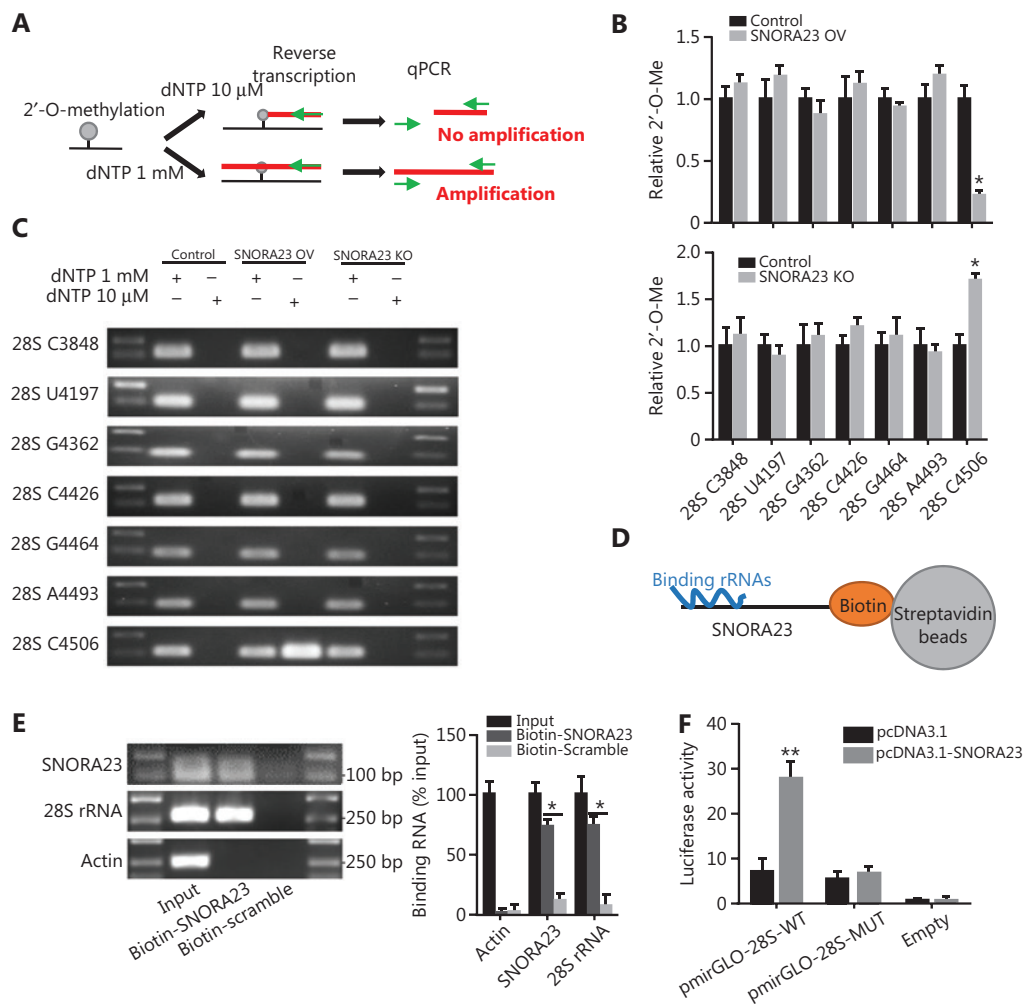 A
2′-O-methylation
dNTP 10 µM
dNTP 1 mM
Reverse
transcription
qPCR
No amplification
Amplification
B
Relative 2′-O-Me
1.5
1.0
1.0
0
Control
SNORA23 OV
*
Relative 2′-O-Me
2.0
1.5
1.0
0.5
0
Control
SNORA23 KO
*
28S C3848
28S U4197
28S G4362
28S C4426
28S G4464
28S A4493
28S C4506
C
Control SNORA23 OV SNORA23 KO
dNTP 1 mM + – + – + –
dNTP 10 µM – + – + – +
28S C3848
28S U4197
28S G4362
28S C4426
28S G4464
28S A4493
28S C4506
D
Binding rRNAs
SNORA23
Biotin
Streptavidin
beads
E
SNORA23
-100 bp
28S rRNA
-250 bp
Actin
-250 bp
Input
Biotin-SNORA23
Biotin-scramble
Binding RNA (% input)
150
100
50
0
Input
Biotin-SNORA23
Biotin-Scramble
*
*
Actin
SNORA23
28S rRNA
F
Luciferase activity
40
30
20
10
0
pcDNA3.1
pcDNA3.1-SNORA23
**
pmirGLO-28S-WT
pmirGLO-28S-MUT
Empty